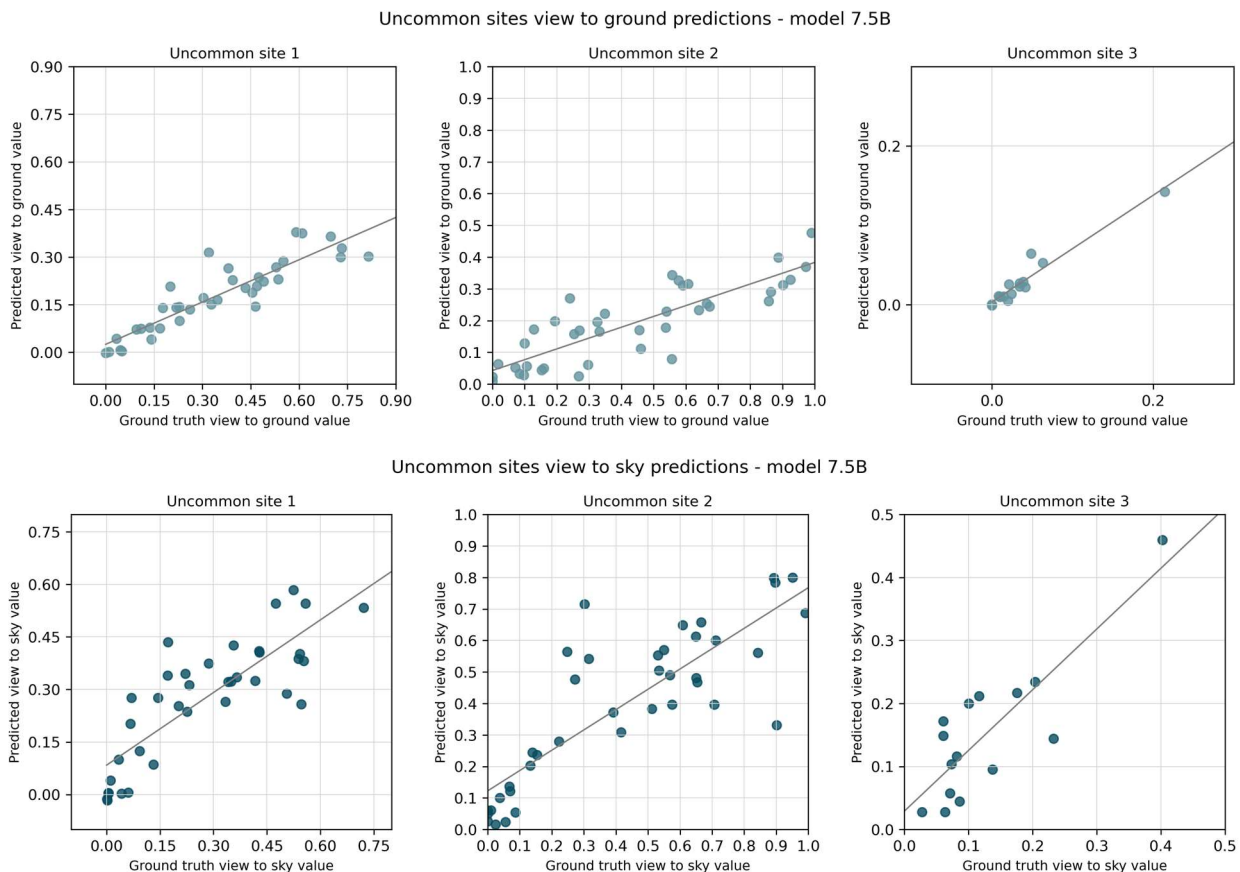 Uncommon sites view to ground predictions - model 7.5B
Uncommon site 1
Uncommon site 2
Uncommon site 3
Predicted view to ground value
0.90
0.75
0.60
0.45
0.30
0.15
0.00
0.00 0.15 0.30 0.45 0.60 0.75 0.90
Ground truth view to ground value
Predicted view to ground value
1.0
0.9
0.8
0.7
0.6
0.5
0.4
0.3
0.2
0.1
0.0
0.0 0.1 0.2 0.3 0.4 0.5 0.6 0.7 0.8 0.9 1.0
Ground truth view to ground value
Predicted view to ground value
0.2
0.0
0.0 0.2
Ground truth view to ground value
Uncommon sites view to sky predictions - model 7.5B
Uncommon site 1
Uncommon site 2
Uncommon site 3
Predicted view to sky value
0.75
0.60
0.45
0.30
0.15
0.00
0.00 0.15 0.30 0.45 0.60 0.75
Ground truth view to sky value
Predicted view to sky value
1.0
0.9
0.8
0.7
0.6
0.5
0.4
0.3
0.2
0.1
0.0
0.0 0.1 0.2 0.3 0.4 0.5 0.6 0.7 0.8 0.9 1.0
Ground truth view to sky value
Predicted view to sky value
0.5
0.4
0.3
0.2
0.1
0.0
0.0 0.1 0.2 0.3 0.4 0.5
Ground truth view to sky value